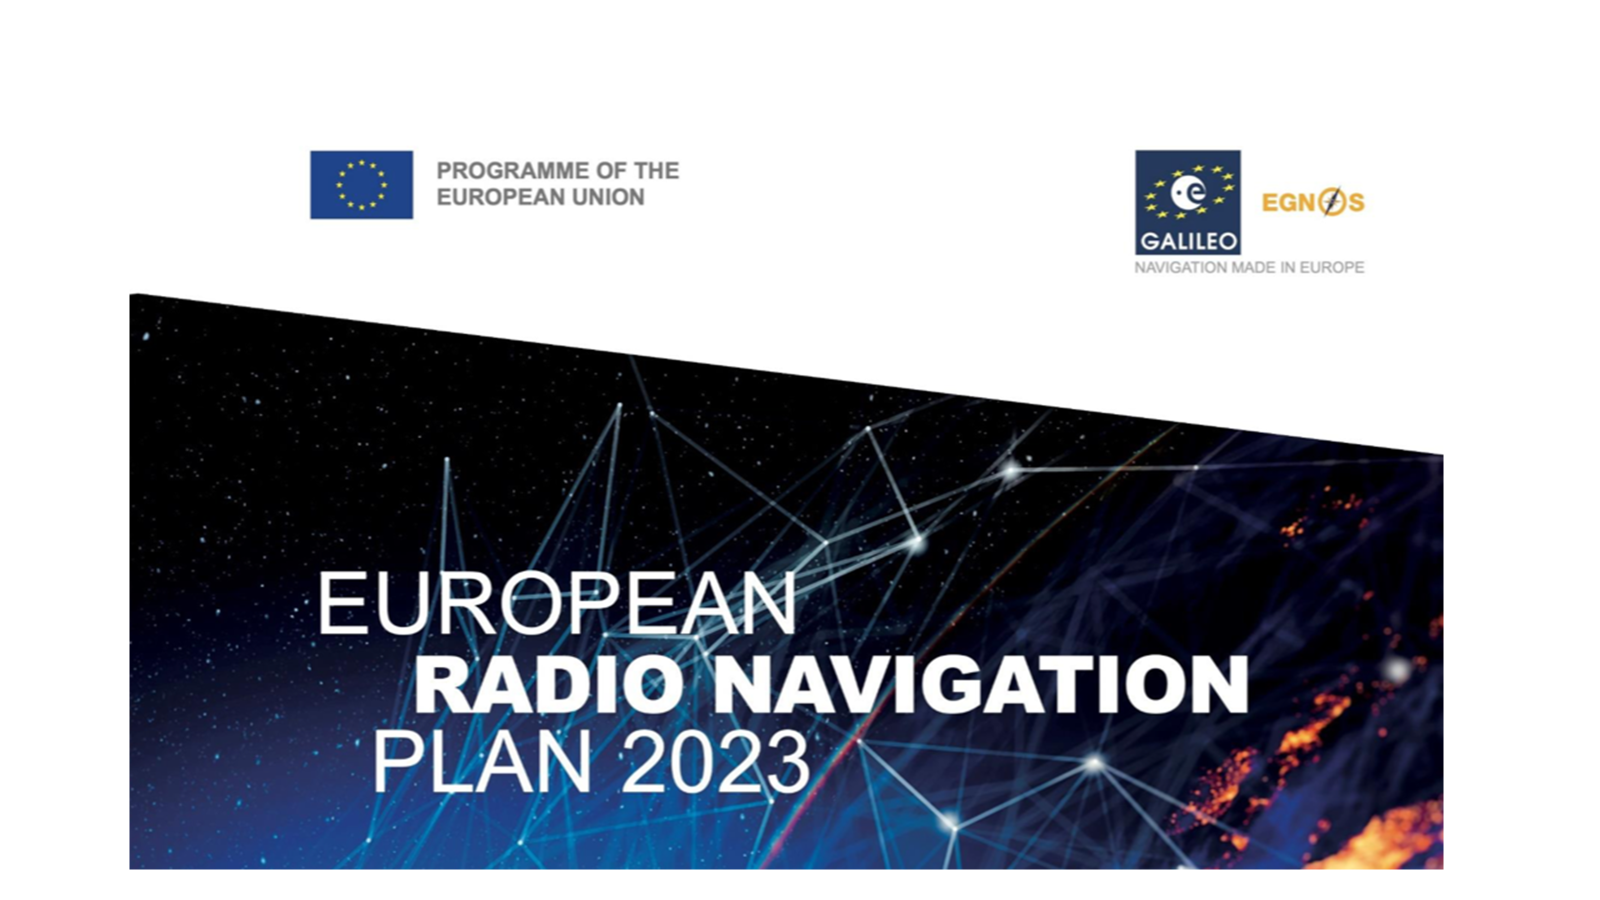 PROGRAMME OF THE
EUROPEAN UNION
GALILEO
EGNOS
NAVIGATION MADE IN EUROPE
EUROPEAN
RADIO NAVIGATION
PLAN 2023